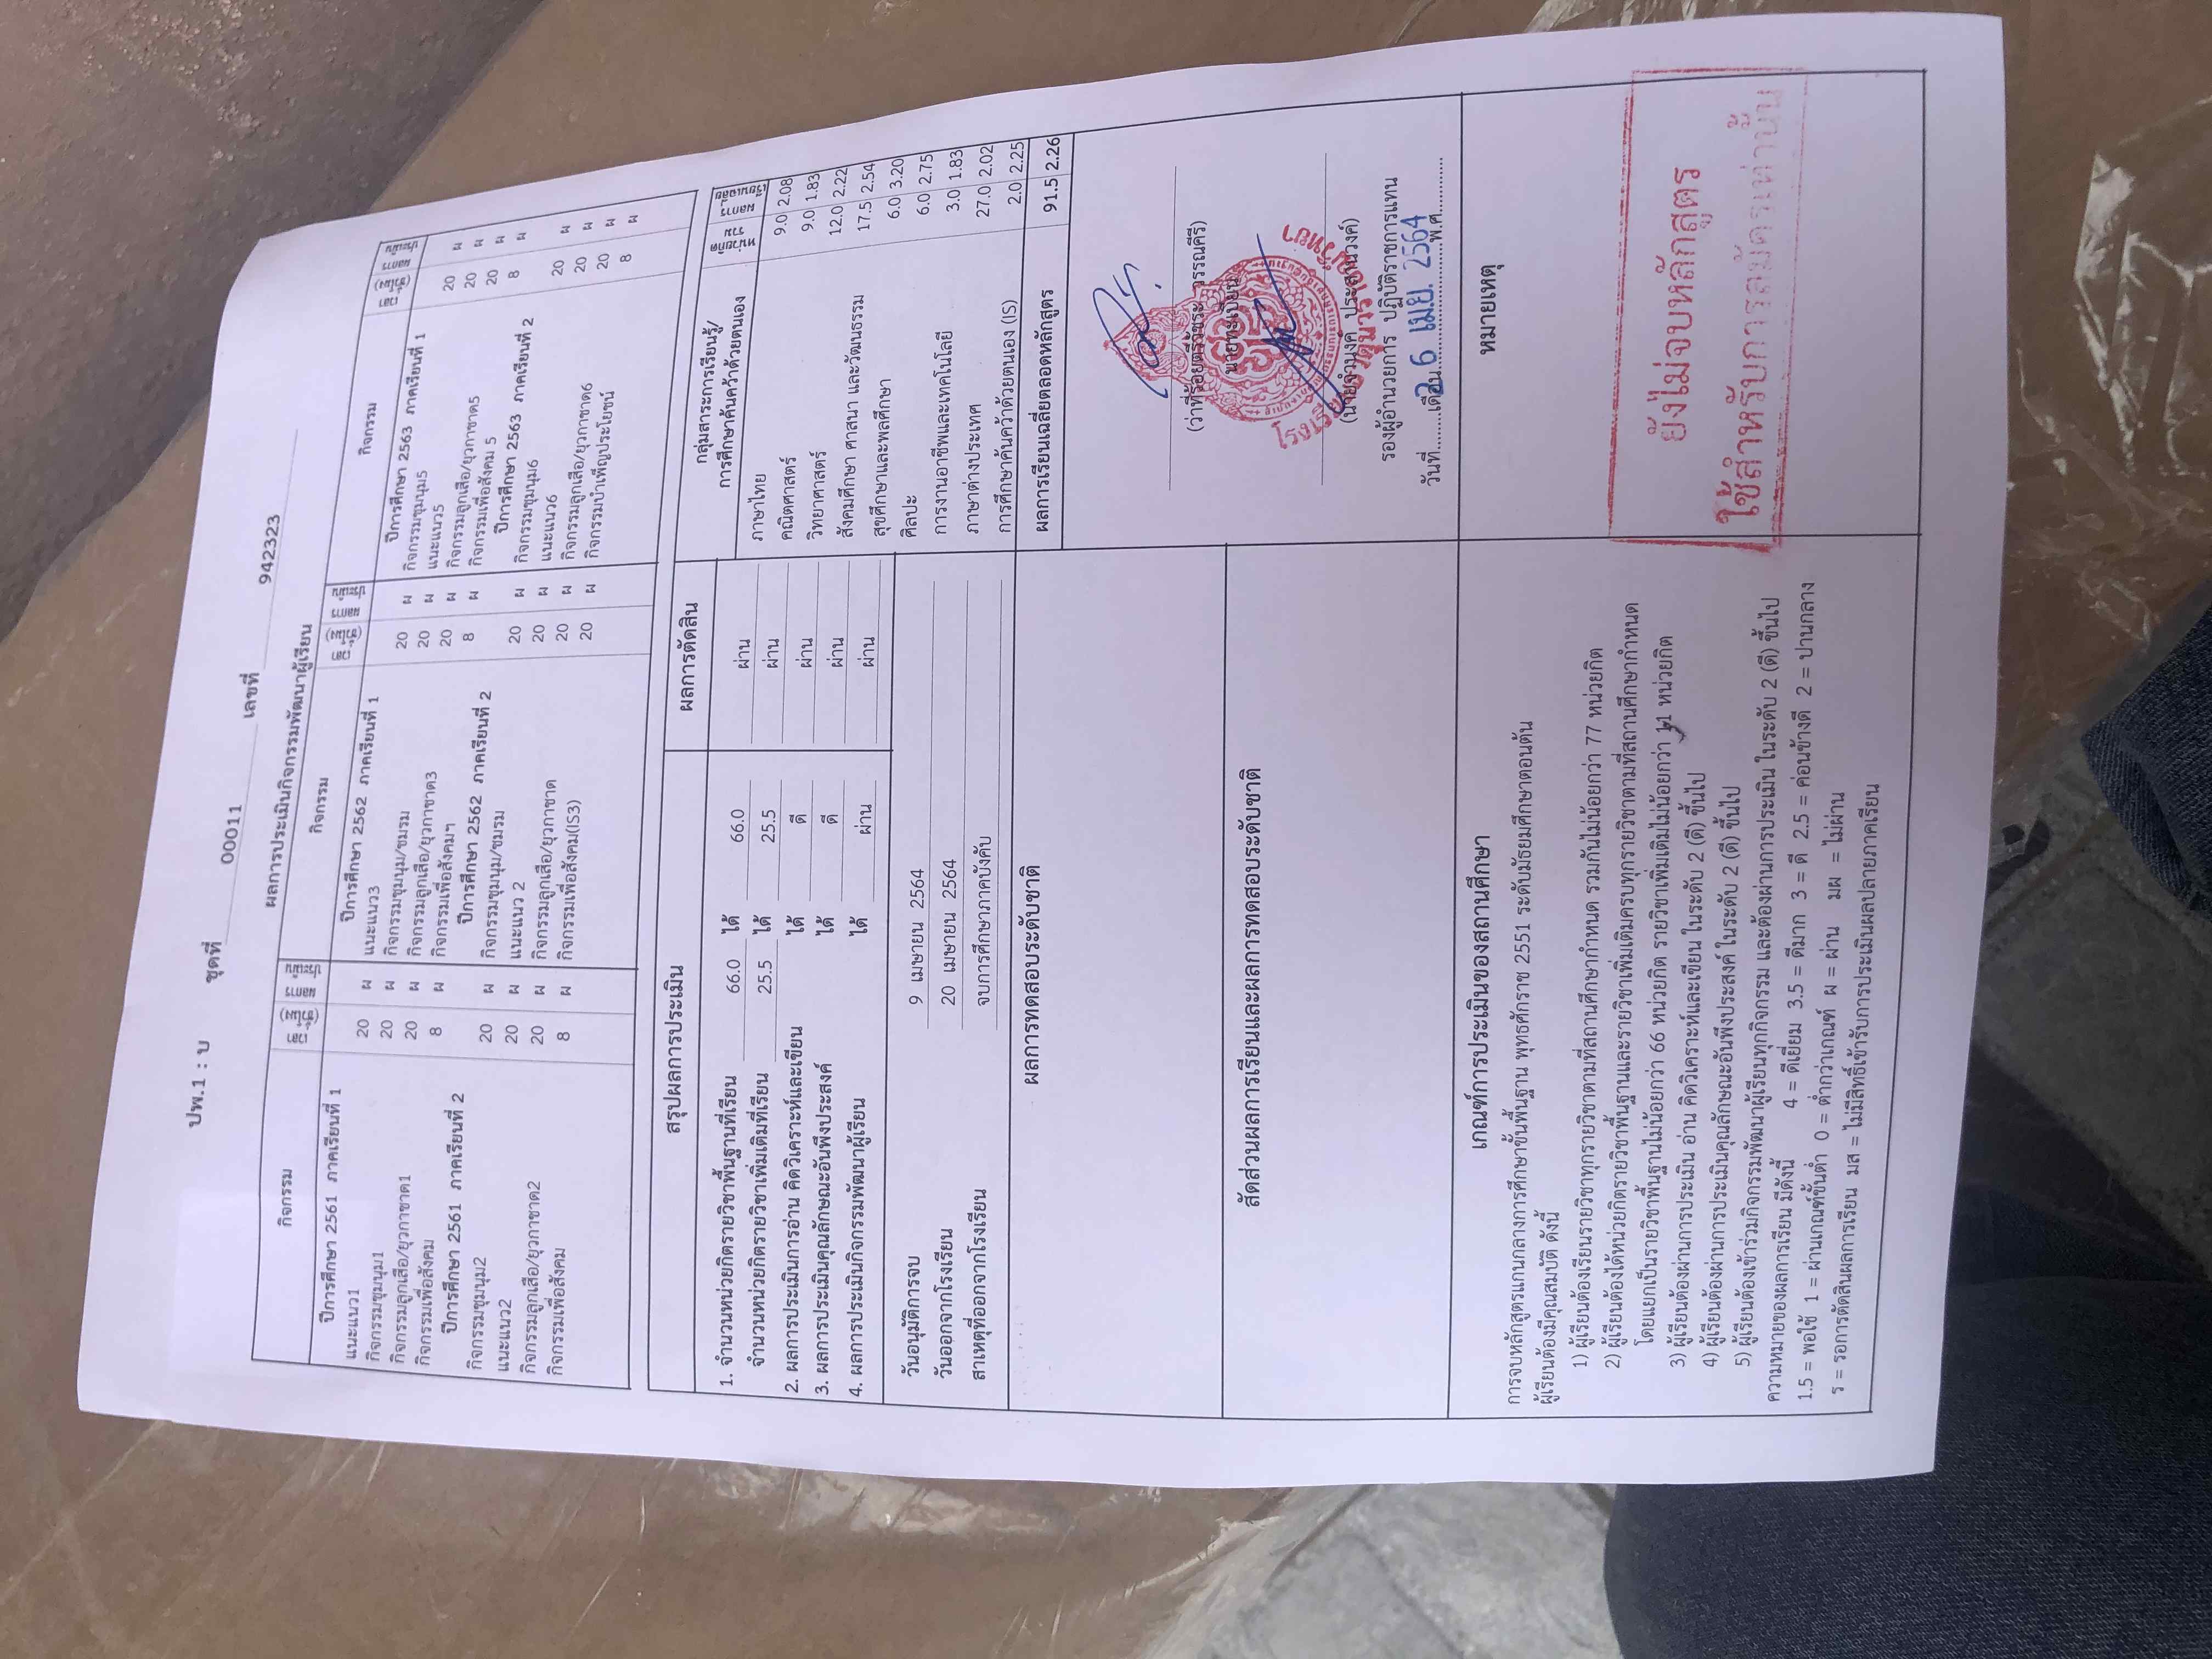 ปพ.1 : บ ชุดที่ 00011 เลขที่ 942323
ผลการประเมินกิจกรรมพัฒนาผู้เรียน
กิจกรรม เวลา (ชั่วโมง) ผลการประเมิน
ปีการศึกษา 2561 ภาคเรียนที่ 1
แนะแนว1 20 ผ
กิจกรรมชุมนุม1 20 ผ
กิจกรรมลูกเสือ/ยุวกาชาด1 20 ผ
กิจกรรมเพื่อสังคม 8 ผ
ปีการศึกษา 2561 ภาคเรียนที่ 2
กิจกรรมชุมนุม2 20 ผ
แนะแนว2 20 ผ
กิจกรรมลูกเสือ/ยุวกาชาด2 20 ผ
กิจกรรมเพื่อสังคม 8 ผ
กิจกรรม เวลา (ชั่วโมง) ผลการประเมิน
ปีการศึกษา 2562 ภาคเรียนที่ 1
แนะแนว3 20 ผ
กิจกรรมชุมนุม/ชมรม 20 ผ
กิจกรรมลูกเสือ/ยุวกาชาด3 20 ผ
กิจกรรมเพื่อสังคมฯ 8 ผ
ปีการศึกษา 2562 ภาคเรียนที่ 2
กิจกรรมชุมนุม/ชมรม 20 ผ
แนะแนว 2 20 ผ
กิจกรรมลูกเสือ/ยุวกาชาด 20 ผ
กิจกรรมเพื่อสังคม(IS3) 20 ผ
กิจกรรม เวลา (ชั่วโมง) ผลการประเมิน
ปีการศึกษา 2563 ภาคเรียนที่ 1
กิจกรรมชุมนุม5 20 ผ
แนะแนว5 20 ผ
กิจกรรมลูกเสือ/ยุวกาชาด5 20 ผ
กิจกรรมเพื่อสังคม 5 8 ผ
ปีการศึกษา 2563 ภาคเรียนที่ 2
กิจกรรมชุมนุม6 20 ผ
แนะแนว6 20 ผ
กิจกรรมลูกเสือ/ยุวกาชาด6 20 ผ
กิจกรรมบำเพ็ญประโยชน์ 8 ผ
สรุปผลการประเมิน ผลการตัดสิน
1. จำนวนหน่วยกิตรายวิชาพื้นฐานที่เรียน 66.0 ได้ 66.0 ผ่าน
จำนวนหน่วยกิตรายวิชาเพิ่มเติมที่เรียน 25.5 ได้ 25.5 ผ่าน
2. ผลการประเมินการอ่าน คิดวิเคราะห์และเขียน ได้ ดี ผ่าน
3. ผลการประเมินคุณลักษณะอันพึงประสงค์ ได้ ดี ผ่าน
4. ผลการประเมินกิจกรรมพัฒนาผู้เรียน ได้ ผ่าน ผ่าน
วันอนุมัติการจบ 9 เมษายน 2564
วันออกจากโรงเรียน 20 เมษายน 2564
สาเหตุที่ออกจากโรงเรียน จบการศึกษาภาคบังคับ
กลุ่มสาระการเรียนรู้/ หน่วยกิตรวม ผลการเรียนเฉลี่ย
การศึกษาค้นคว้าด้วยตนเอง
ภาษาไทย 9.0 2.08
คณิตศาสตร์ 9.0 1.83
วิทยาศาสตร์ 12.0 2.22
สังคมศึกษา ศาสนา และวัฒนธรรม 17.5 2.54
สุขศึกษาและพลศึกษา 6.0 3.20
ศิลปะ 6.0 2.75
การงานอาชีพและเทคโนโลยี 3.0 1.83
ภาษาต่างประเทศ 27.0 2.02
การศึกษาค้นคว้าด้วยตนเอง (IS) 2.0 2.25
ผลการเรียนเฉลี่ยตลอดหลักสูตร 91.5 2.26
ผลการทดสอบระดับชาติ
สัดส่วนผลการเรียนและผลการทดสอบระดับชาติ
(ว่าที่ร้อยตรีวัชระ วรรณคีรี)
นายทะเบียน
(นายจำนงค์ ประสานวงค์)
รองผู้อำนวยการ ปฏิบัติราชการแทน
วันที่.......เดือน..........พ.ศ.........
2 6 เม.ย. 2564
เกณฑ์การประเมินของสถานศึกษา
การจบหลักสูตรแกนกลางการศึกษาขั้นพื้นฐาน พุทธศักราช 2551 ระดับมัธยมศึกษาตอนต้น
ผู้เรียนต้องมีคุณสมบัติ ดังนี้
1) ผู้เรียนต้องเรียนรายวิชาทุกรายวิชาตามที่สถานศึกษากำหนด รวมกันไม่น้อยกว่า 77 หน่วยกิต
2) ผู้เรียนต้องได้หน่วยกิตรายวิชาพื้นฐานและรายวิชาเพิ่มเติมครบทุกรายวิชาตามที่สถานศึกษากำหนด
โดยแยกเป็นรายวิชาพื้นฐานไม่น้อยกว่า 66 หน่วยกิต รายวิชาเพิ่มเติมไม่น้อยกว่า 11 หน่วยกิต
3) ผู้เรียนต้องผ่านการประเมิน อ่าน คิดวิเคราะห์และเขียน ในระดับ 2 (ดี) ขึ้นไป
4) ผู้เรียนต้องผ่านการประเมินคุณลักษณะอันพึงประสงค์ ในระดับ 2 (ดี) ขึ้นไป
5) ผู้เรียนต้องเข้าร่วมกิจกรรมพัฒนาผู้เรียนทุกกิจกรรม และต้องผ่านการประเมิน ในระดับ 2 (ดี) ขึ้นไป
ความหมายของผลการเรียน มีดังนี้ 4 = ดีเยี่ยม 3.5 = ดีมาก 3 = ดี 2.5 = ค่อนข้างดี 2 = ปานกลาง
1.5 = พอใช้ 1 = ผ่านเกณฑ์ขั้นต่ำ 0 = ต่ำกว่าเกณฑ์ ผ = ผ่าน มผ = ไม่ผ่าน
ร = รอการตัดสินผลการเรียน มส = ไม่มีสิทธิ์เข้ารับการประเมินผลปลายภาคเรียน
หมายเหตุ
ยังไม่จบหลักสูตร
ใช้สำหรับการสมัครเท่านั้น